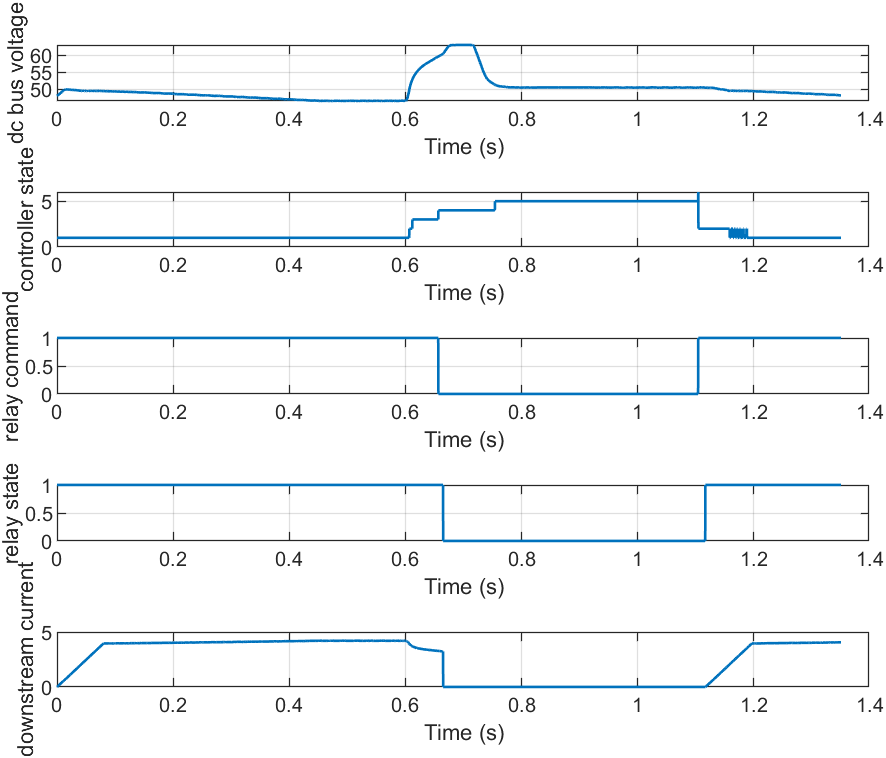 dc bus voltage
60
55
50
0 0.2 0.4 0.6 0.8 1 1.2 1.4
Time (s)
controller state
5
0
0 0.2 0.4 0.6 0.8 1 1.2 1.4
Time (s)
relay command
1
0.5
0
0 0.2 0.4 0.6 0.8 1 1.2 1.4
Time (s)
relay state
1
0.5
0
0 0.2 0.4 0.6 0.8 1 1.2 1.4
Time (s)
downstream current
5
0
0 0.2 0.4 0.6 0.8 1 1.2 1.4
Time (s)